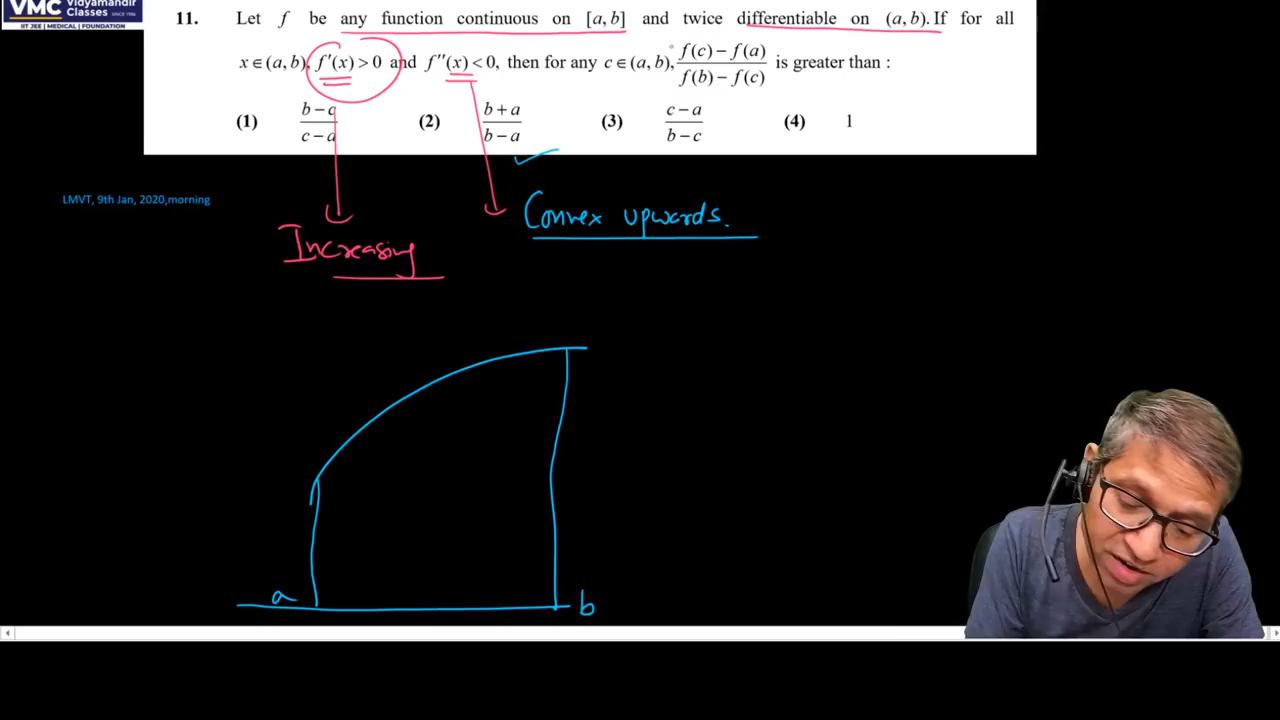 VMC Vidyamandir Classes SINCE 1986
IIT JEE | MEDICAL | FOUNDATION
11. Let f be any function continuous on [a, b] and twice differentiable on (a, b). If for all
x ∈ (a, b), f'(x) > 0 and f''(x) < 0, then for any c ∈ (a, b), (f(c) − f(a))/(f(b) − f(c)) is greater than :
(1) (b − c)/(c − a) (2) (b + a)/(b − a) (3) (c − a)/(b − c) (4) 1
LMVT, 9th Jan, 2020,morning
Convex upwards.
Increasing
a
b